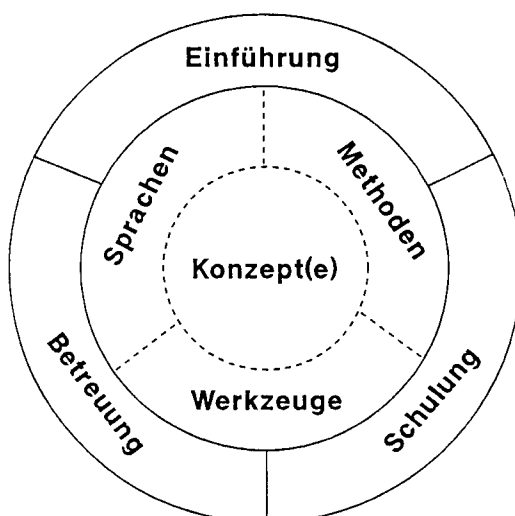 Einführung
Sprachen
Methoden
Konzept(e)
Werkzeuge
Betreuung
Schulung